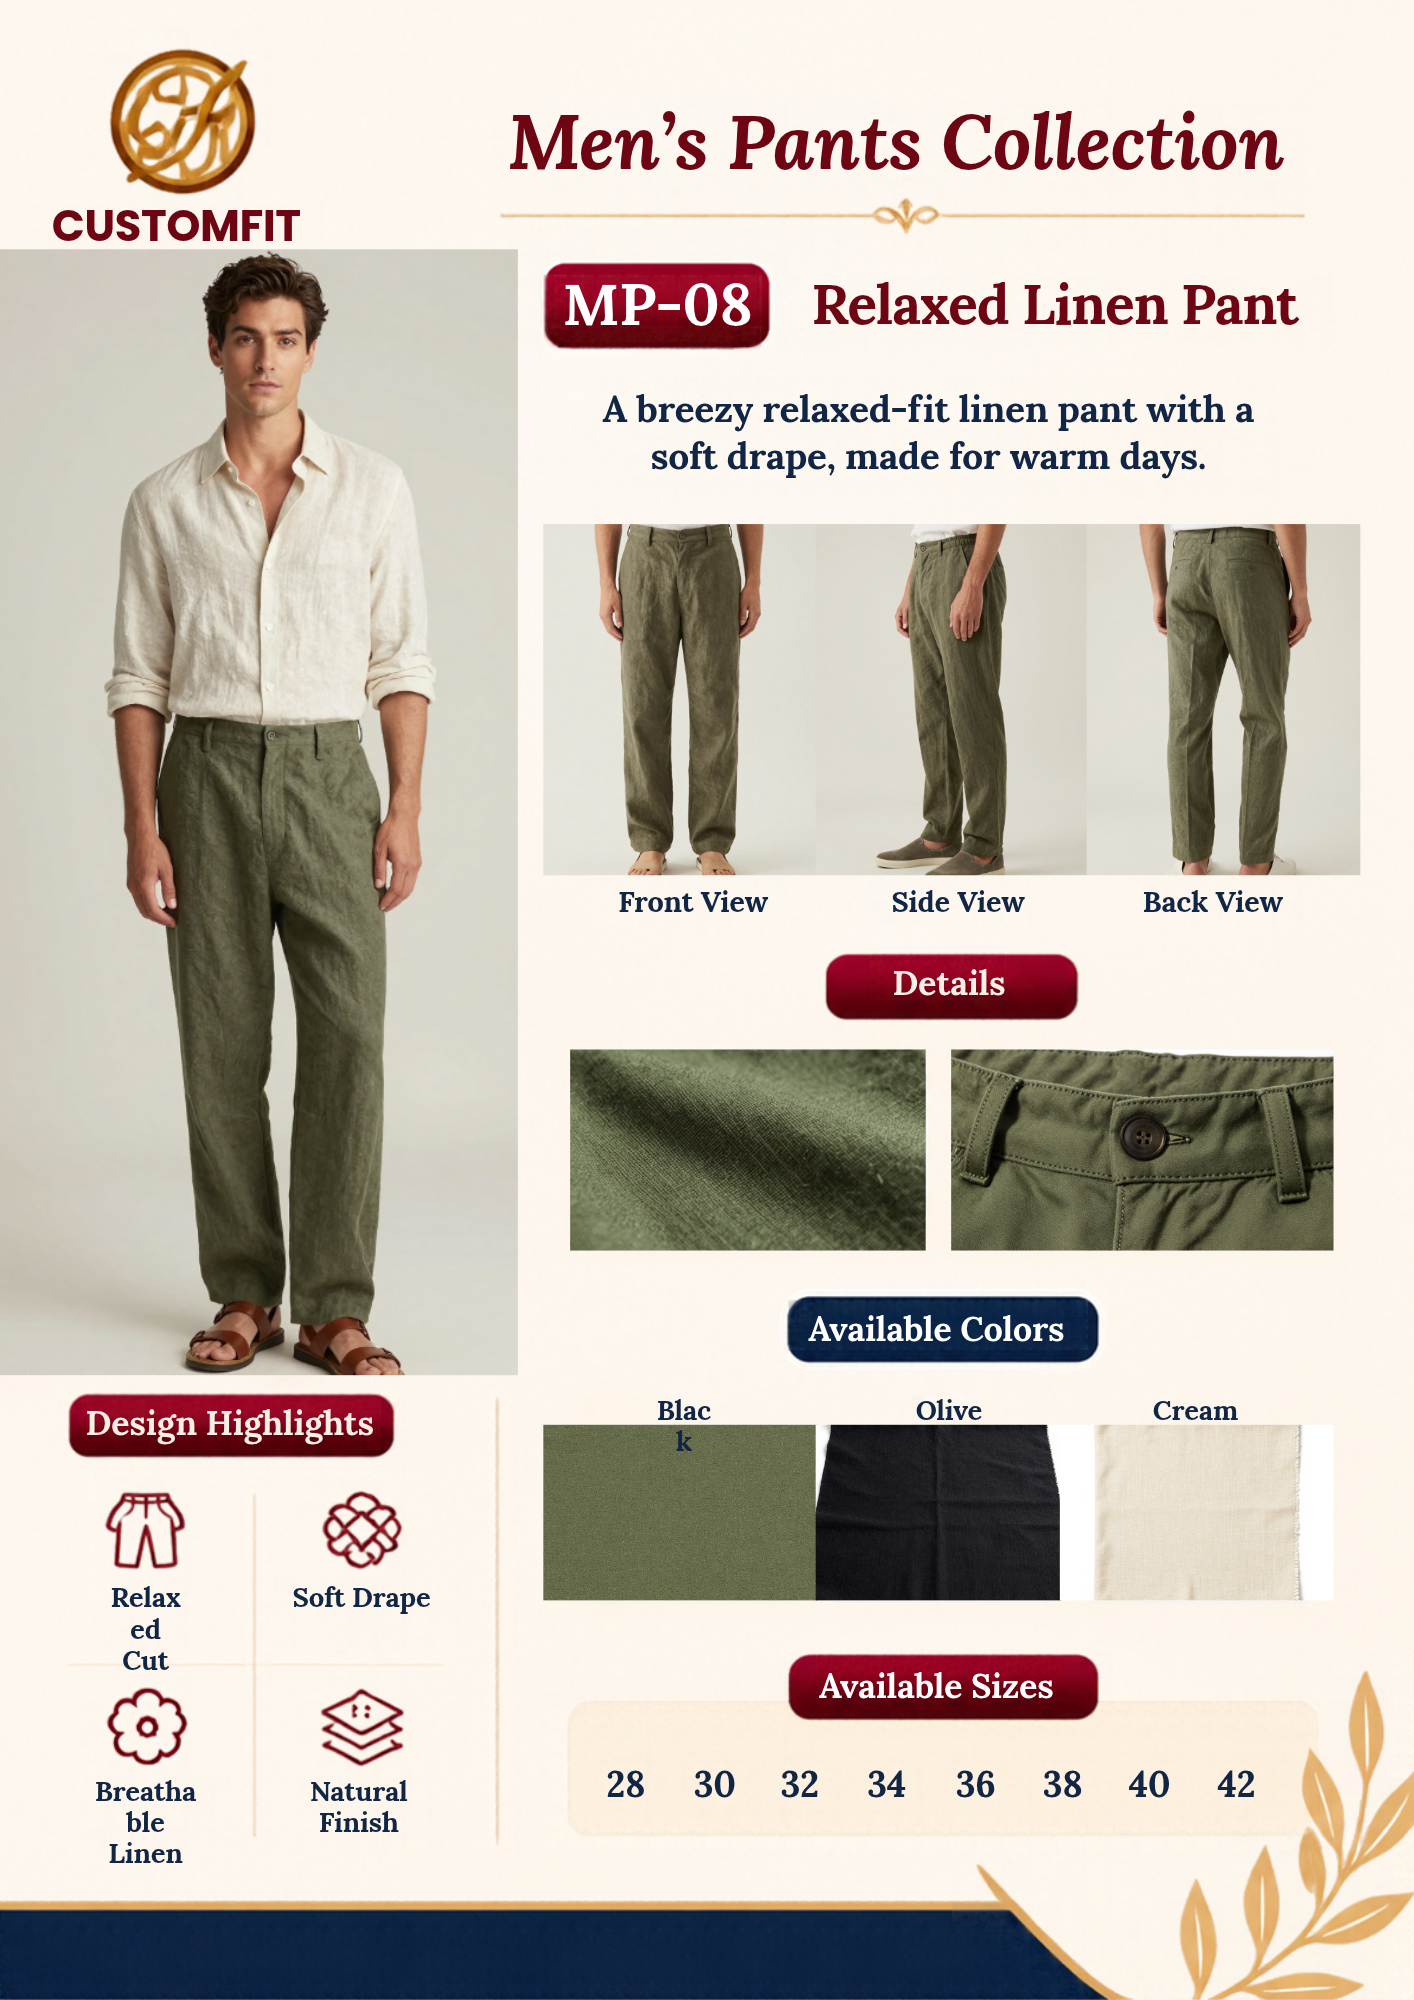 CUSTOMFIT
Men's Pants Collection
MP-08
Relaxed Linen Pant
A breezy relaxed-fit linen pant with a
soft drape, made for warm days.
Front View
Side View
Back View
Details
Available Colors
Blac
k
Olive
Cream
Design Highlights
Relax
ed
Cut
Soft Drape
Breatha
ble
Linen
Natural
Finish
Available Sizes
28 30 32 34 36 38 40 42